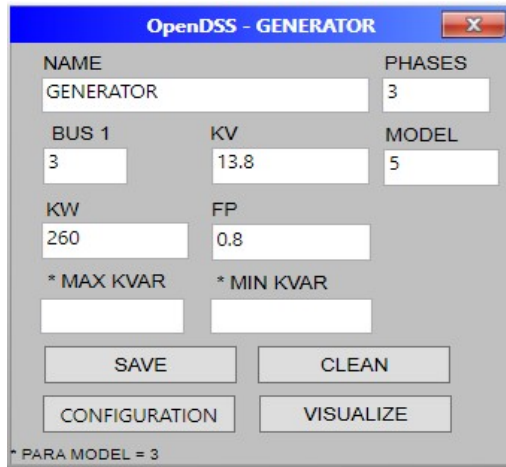 OpenDSS - GENERATOR
NAME PHASES
GENERATOR 3
BUS 1 KV MODEL
3 13.8 5
KW FP
260 0.8
* MAX KVAR * MIN KVAR
SAVE CLEAN
CONFIGURATION VISUALIZE
* PARA MODEL = 3